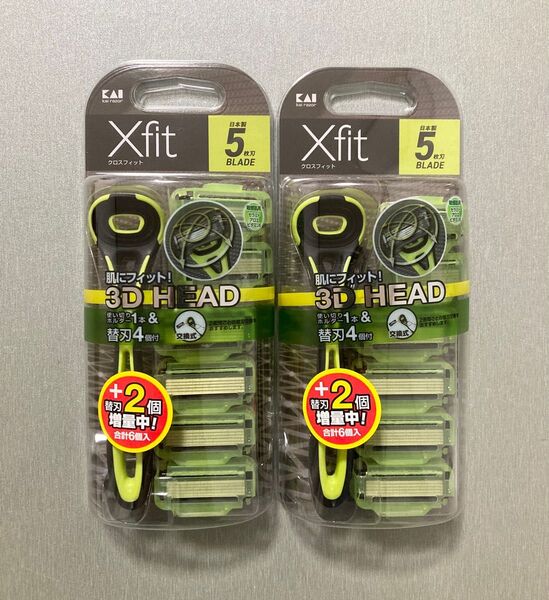 KAI
kai razor
Xfit
クロスフィット
日本製
5枚刃
BLADE
肌にフィット!
3D HEAD
使い切り
ホルダー1本&
替刃4個付
交換式
+2個
替刃
増量中!
合計6個入
KAI
kai razor
Xfit
クロスフィット
日本製
5枚刃
BLADE
肌にフィット!
3D HEAD
使い切り
ホルダー1本&
替刃4個付
交換式
+2個
替刃
増量中!
合計6個入